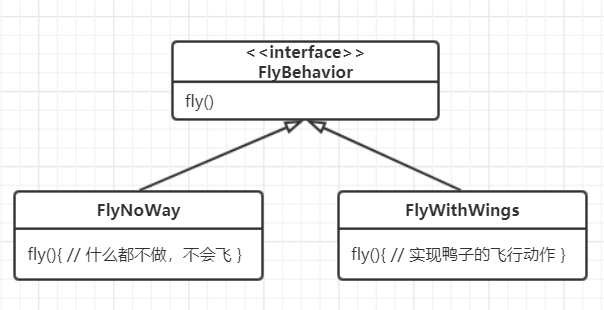 <<interface>>
FlyBehavior
fly()
FlyNoWay
fly(){ // 什么都不做，不会飞 }
FlyWithWings
fly(){ // 实现鸭子的飞行动作 }